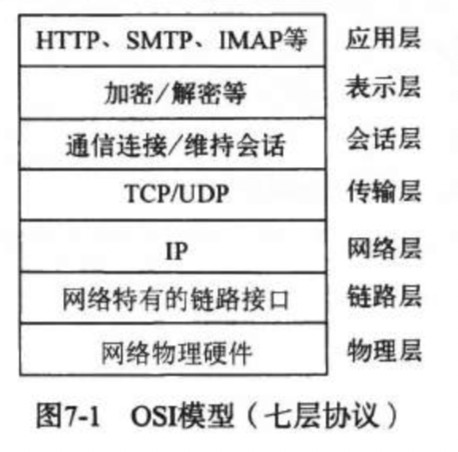 HTTP、SMTP、IMAP等 应用层
加密/解密等 表示层
通信连接/维持会话 会话层
TCP/UDP 传输层
IP 网络层
网络特有的链路接口 链路层
网络物理硬件 物理层
图7-1 OSI模型（七层协议）